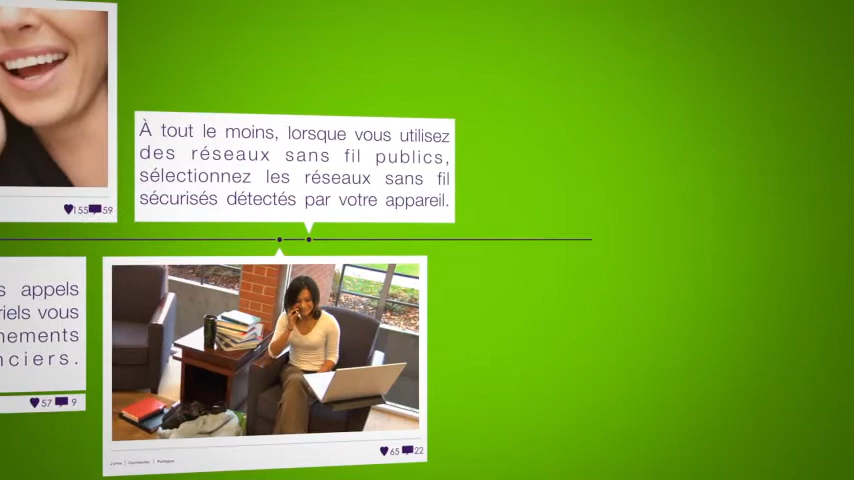 À tout le moins, lorsque vous utilisez
des réseaux sans fil publics,
sélectionnez les réseaux sans fil
sécurisés détectés par votre appareil.
155 59
s appels
riels vous
nements
nciers.
57 9
65 22